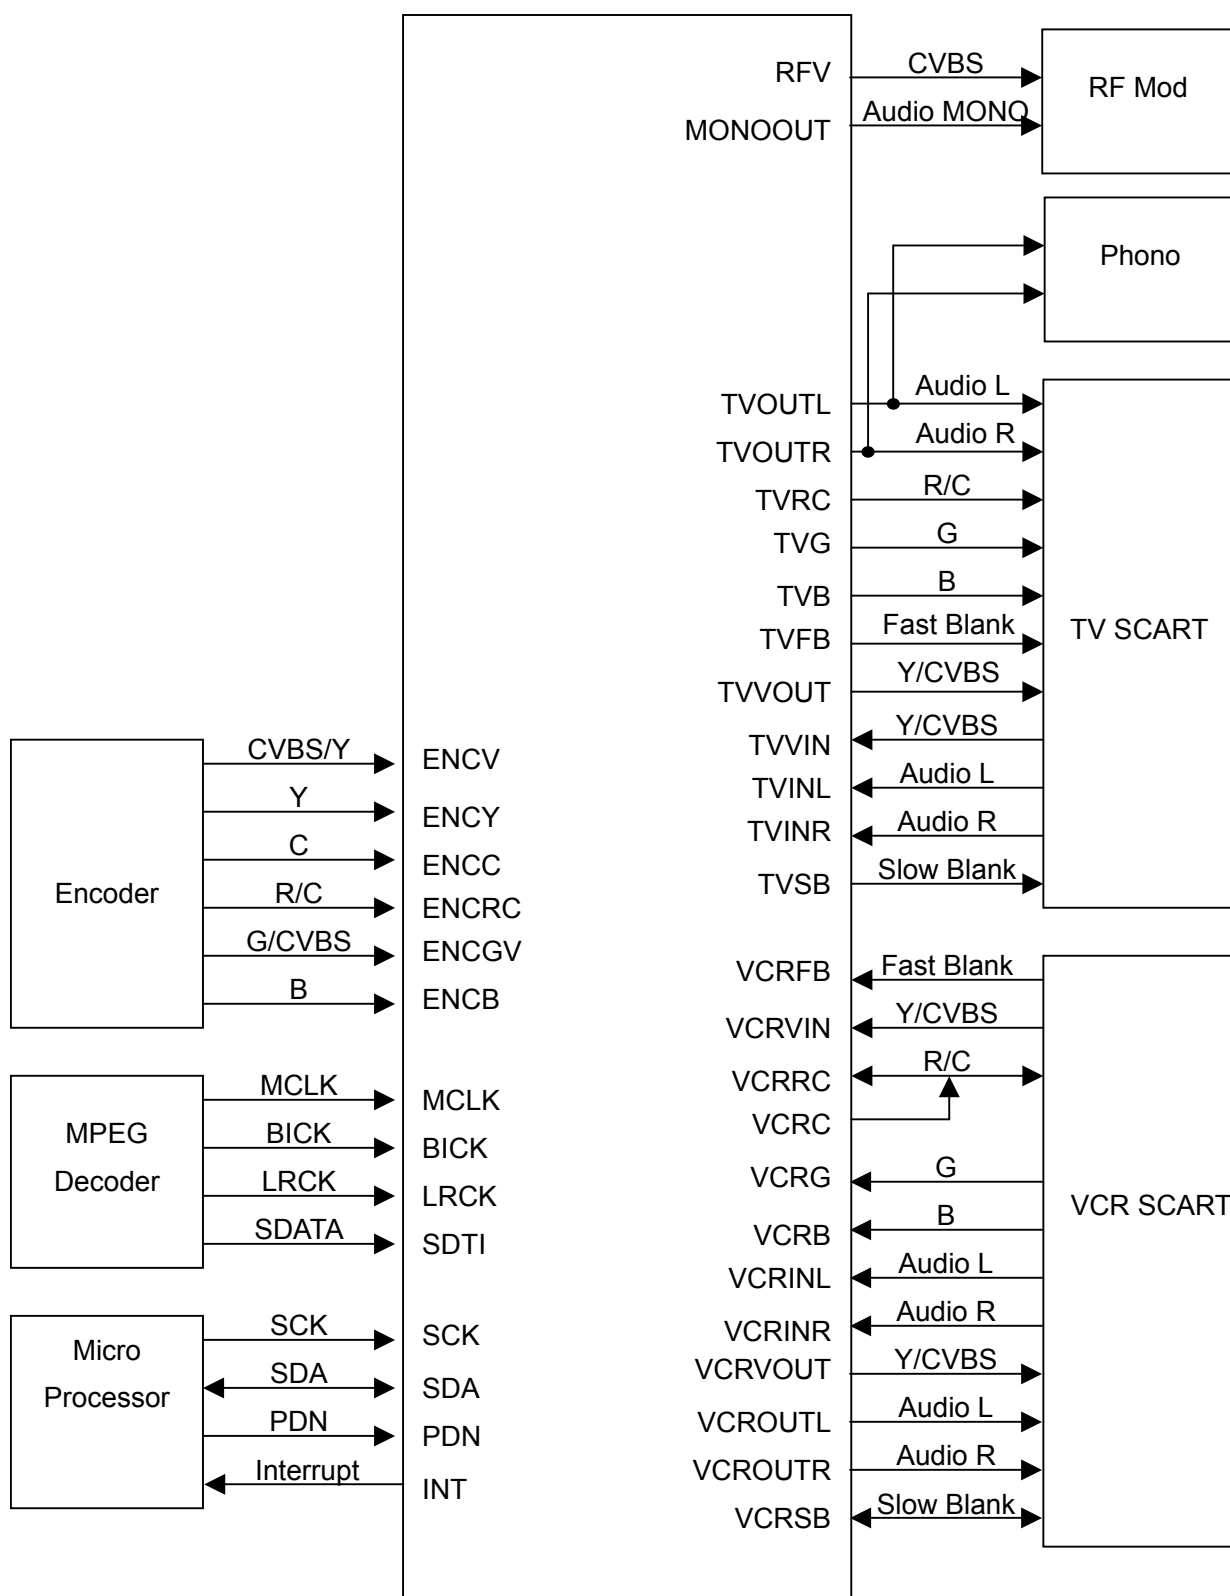 RFV CVBS RF Mod
MONOOUT Audio MONO
Phono
TVOUTL Audio L
TVOUTR Audio R
TVRC R/C
TVG G
TVB B
TVFB Fast Blank TV SCART
TVVOUT Y/CVBS
TVVIN Y/CVBS
TVINL Audio L
TVINR Audio R
TVSB Slow Blank
Encoder
CVBS/Y ENCV
Y ENCY
C ENCC
R/C ENCRC
G/CVBS ENCGV
B ENCB
VCRFB Fast Blank
VCRVIN Y/CVBS
VCRRC R/C
VCRC
VCRG G
VCRB B
VCR SCART
VCRINL Audio L
VCRINR Audio R
VCRVOUT Y/CVBS
VCROUTL Audio L
VCROUTR Audio R
VCRSB Slow Blank
MPEG
Decoder
MCLK MCLK
BICK BICK
LRCK LRCK
SDATA SDTI
Micro
Processor
SCK SCK
SDA SDA
PDN PDN
Interrupt INT